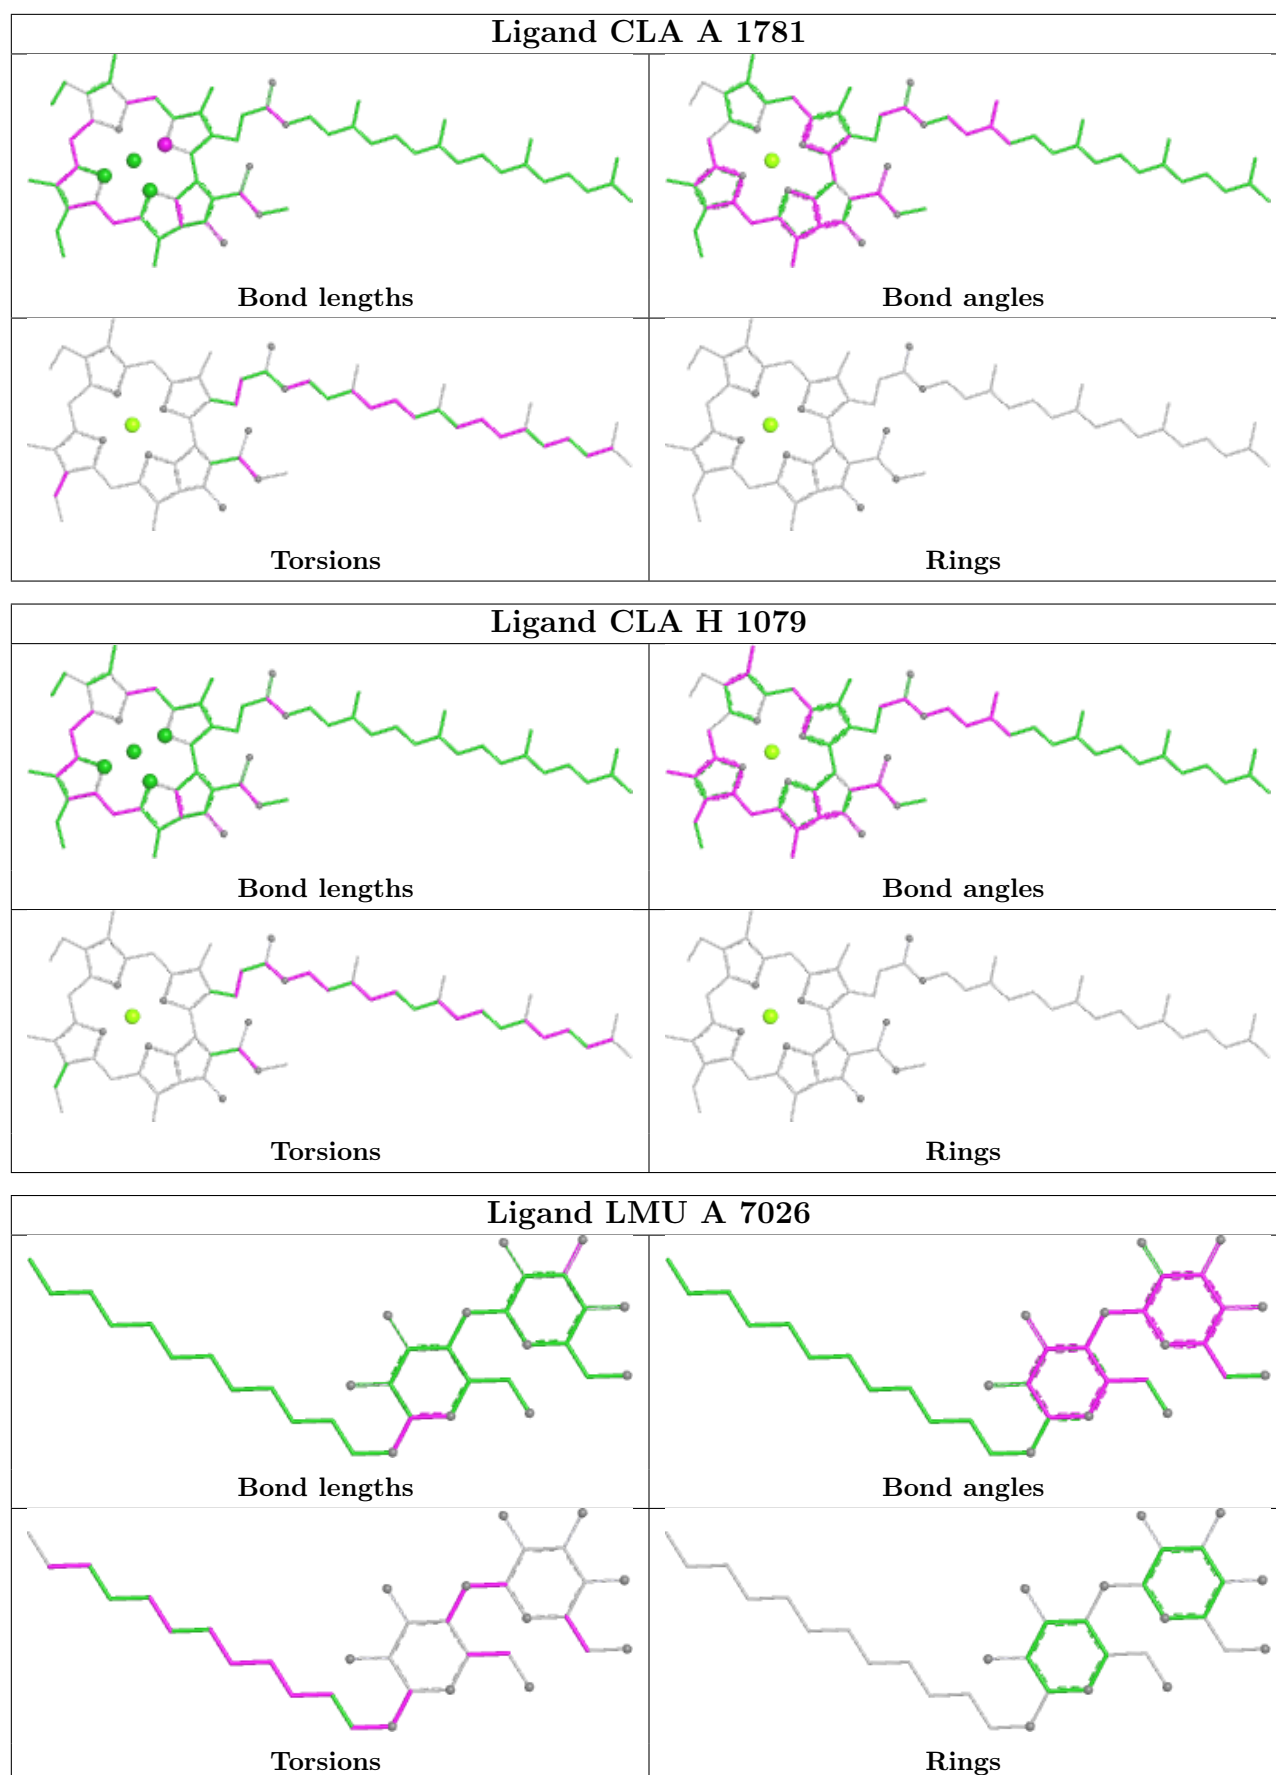 Ligand CLA A 1781
Bond lengths
Bond angles
Torsions
Rings
Ligand CLA H 1079
Bond lengths
Bond angles
Torsions
Rings
Ligand LMU A 7026
Bond lengths
Bond angles
Torsions
Rings